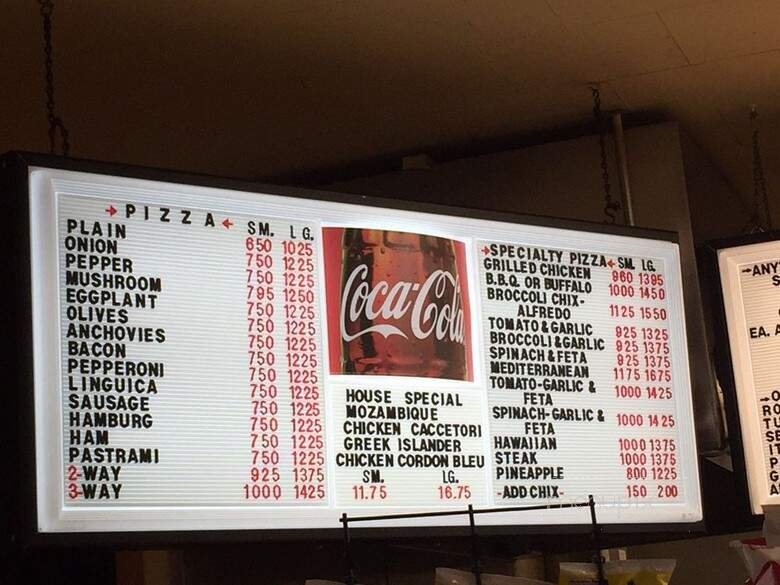 →PIZZA← SM. LG.
PLAIN 650 1025
ONION 750 1225
PEPPER 750 1225
MUSHROOM 795 1250
EGGPLANT 750 1225
OLIVES 750 1225
ANCHOVIES 750 1225
BACON 750 1225
PEPPERONI 750 1225
LINGUICA 750 1225
SAUSAGE 750 1225
HAMBURG 750 1225
HAM 750 1225
PASTRAMI 750 1225
2-WAY 925 1375
3-WAY 1000 1425
Coca-Cola
HOUSE SPECIAL
MOZAMBIQUE
CHICKEN CACCETORI
GREEK ISLANDER
CHICKEN CORDON BLEU
SM. LG.
11.75 16.75
→SPECIALTY PIZZA← SM. LG.
GRILLED CHICKEN 960 1395
B.B.Q. OR BUFFALO 1000 1450
BROCCOLI CHIX-
ALFREDO 1125 1550
TOMATO & GARLIC 925 1325
BROCCOLI & GARLIC 925 1375
SPINACH & FETA 925 1375
MEDITERRANEAN 1175 1675
TOMATO-GARLIC &
FETA 1000 1425
SPINACH-GARLIC &
FETA 1000 1425
HAWAIIAN 1000 1375
STEAK 1000 1375
PINEAPPLE 800 1225
-ADD CHIX- 150 200
→ANY
S
EA. A